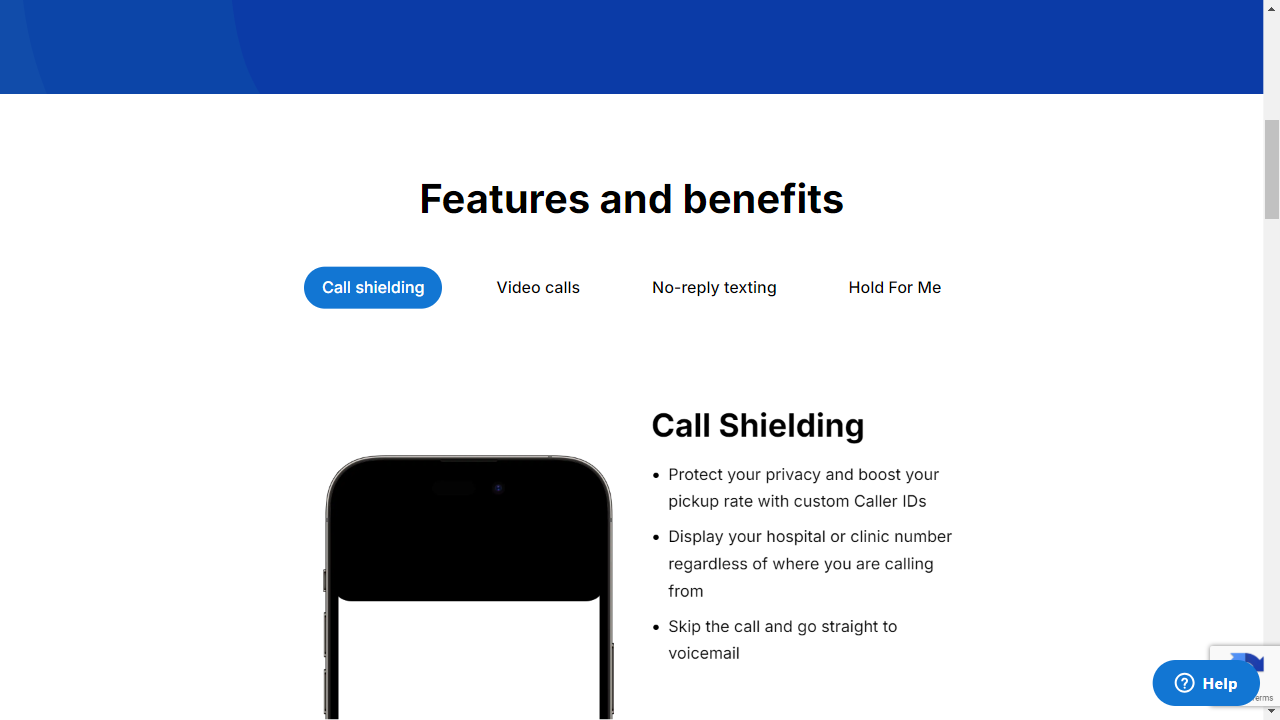 Features and benefits
Call shielding
Video calls
No-reply texting
Hold For Me
Call Shielding
• Protect your privacy and boost your
pickup rate with custom Caller IDs
• Display your hospital or clinic number
regardless of where you are calling
from
• Skip the call and go straight to
voicemail
Help